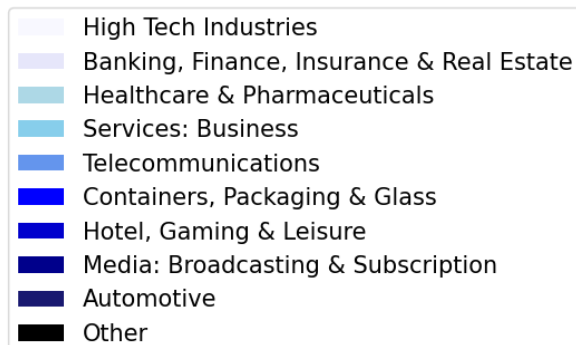 High Tech Industries
Banking, Finance, Insurance & Real Estate
Healthcare & Pharmaceuticals
Services: Business
Telecommunications
Containers, Packaging & Glass
Hotel, Gaming & Leisure
Media: Broadcasting & Subscription
Automotive
Other